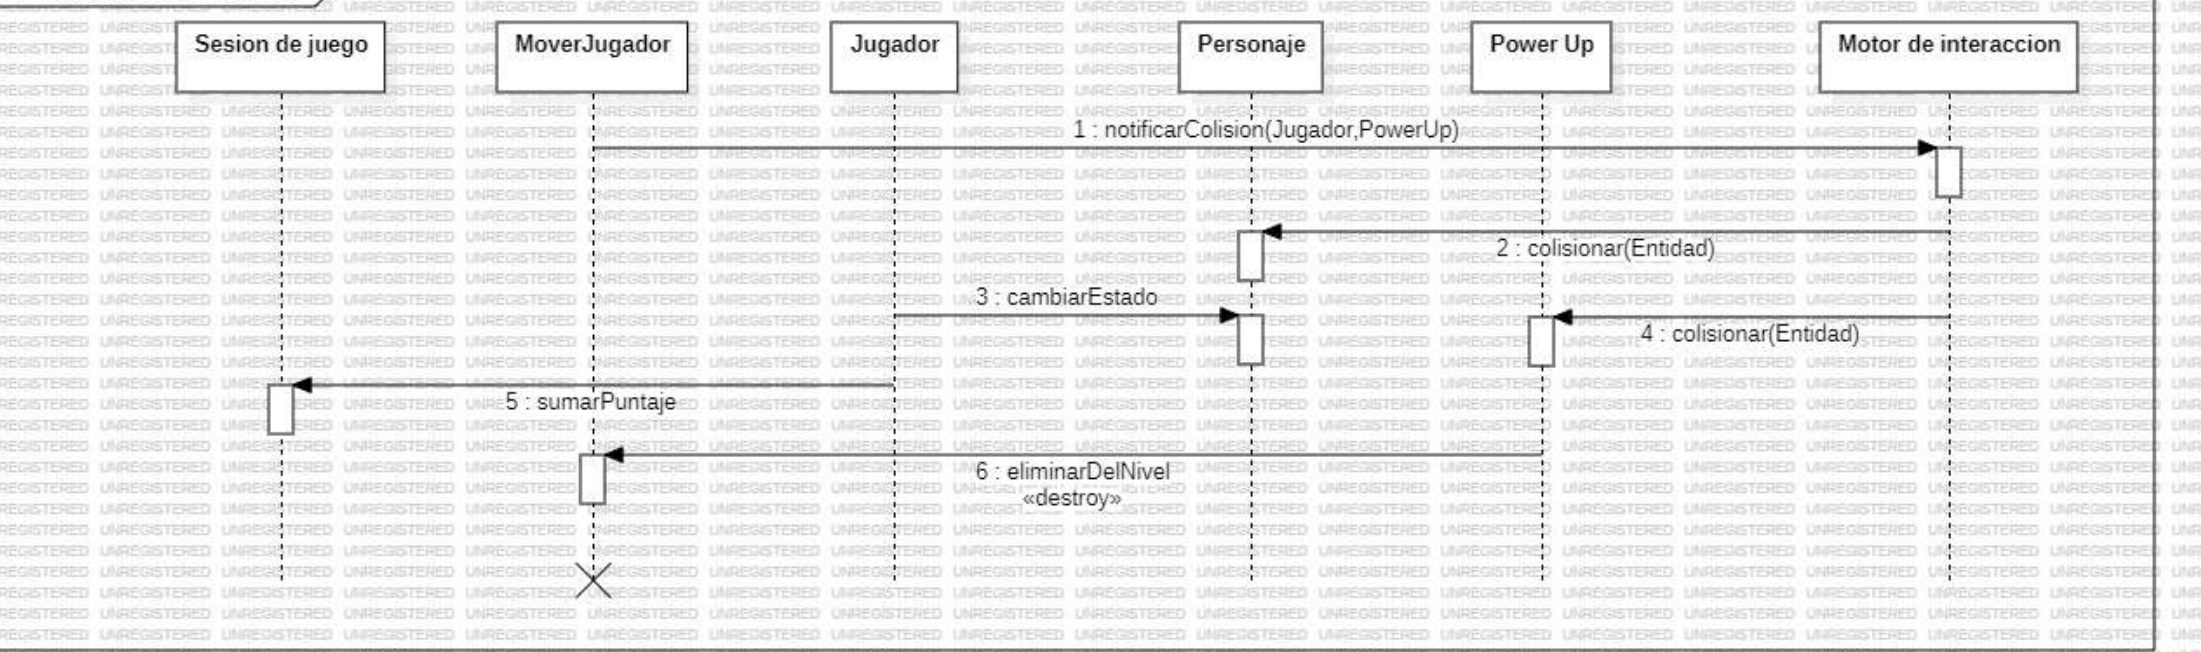 Sesion de juego
MoverJugador
Jugador
Personaje
Power Up
Motor de interaccion
1 : notificarColision(Jugador,PowerUp)
2 : colisionar(Entidad)
3 : cambiarEstado
4 : colisionar(Entidad)
5 : sumarPuntaje
6 : eliminarDelNivel
«destroy»
UNREGISTERED